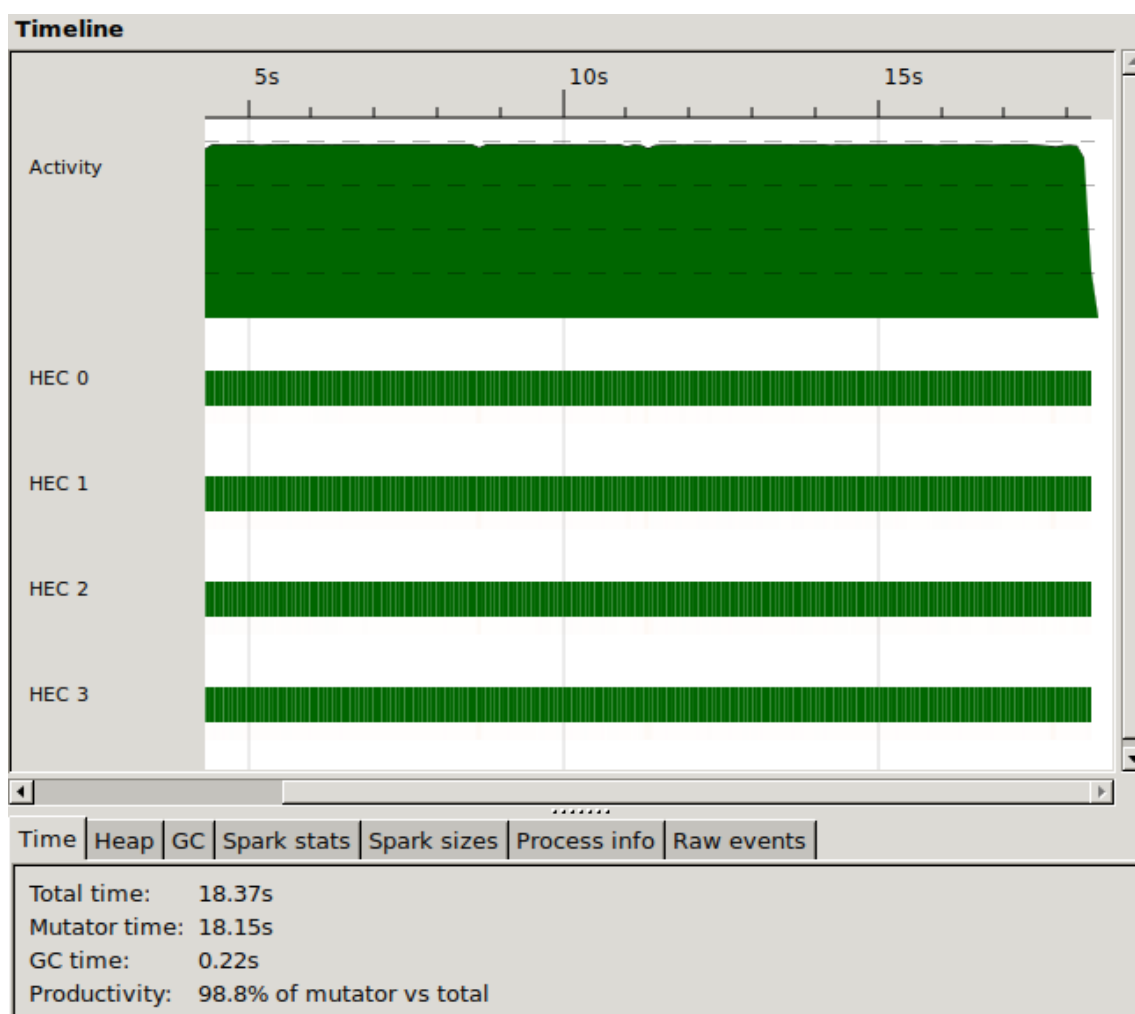 Timeline
5s 10s 15s
Activity
HEC 0
HEC 1
HEC 2
HEC 3
Time Heap GC Spark stats Spark sizes Process info Raw events
Total time: 18.37s
Mutator time: 18.15s
GC time: 0.22s
Productivity: 98.8% of mutator vs total